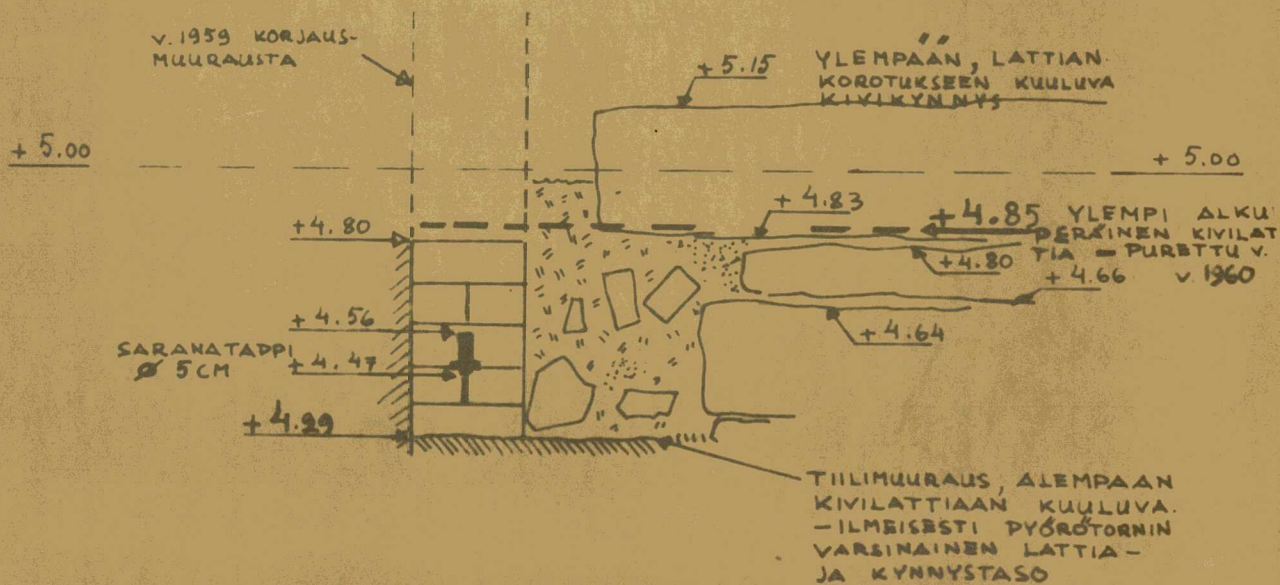 v. 1959 KORJAUS-
MUURAUSTA
+ 5.15
YLEMPÄÄN, LATTIAN
KOROTUKSEEN KUULUVA
KIVIKYNNYS
+ 5.00
+ 5.00
+ 4.83
+4.80
+4.85 YLEMPI ALKU
PERÄINEN KIVILAT
TIA — PURETTU V.
+4.80
+ 4.66
v. 1960
+ 4.56
+ 4.64
SARANATAPPI
Ø 5CM
+ 4.47
+ 4.29
TIILIMUURAUS, ALEMPAAN
KIVILATTIAAN KUULUVA.
— ILMEISESTI PYÖRÖTORNIN
VARSINAINEN LATTIA —
JA KYNNYSTASO